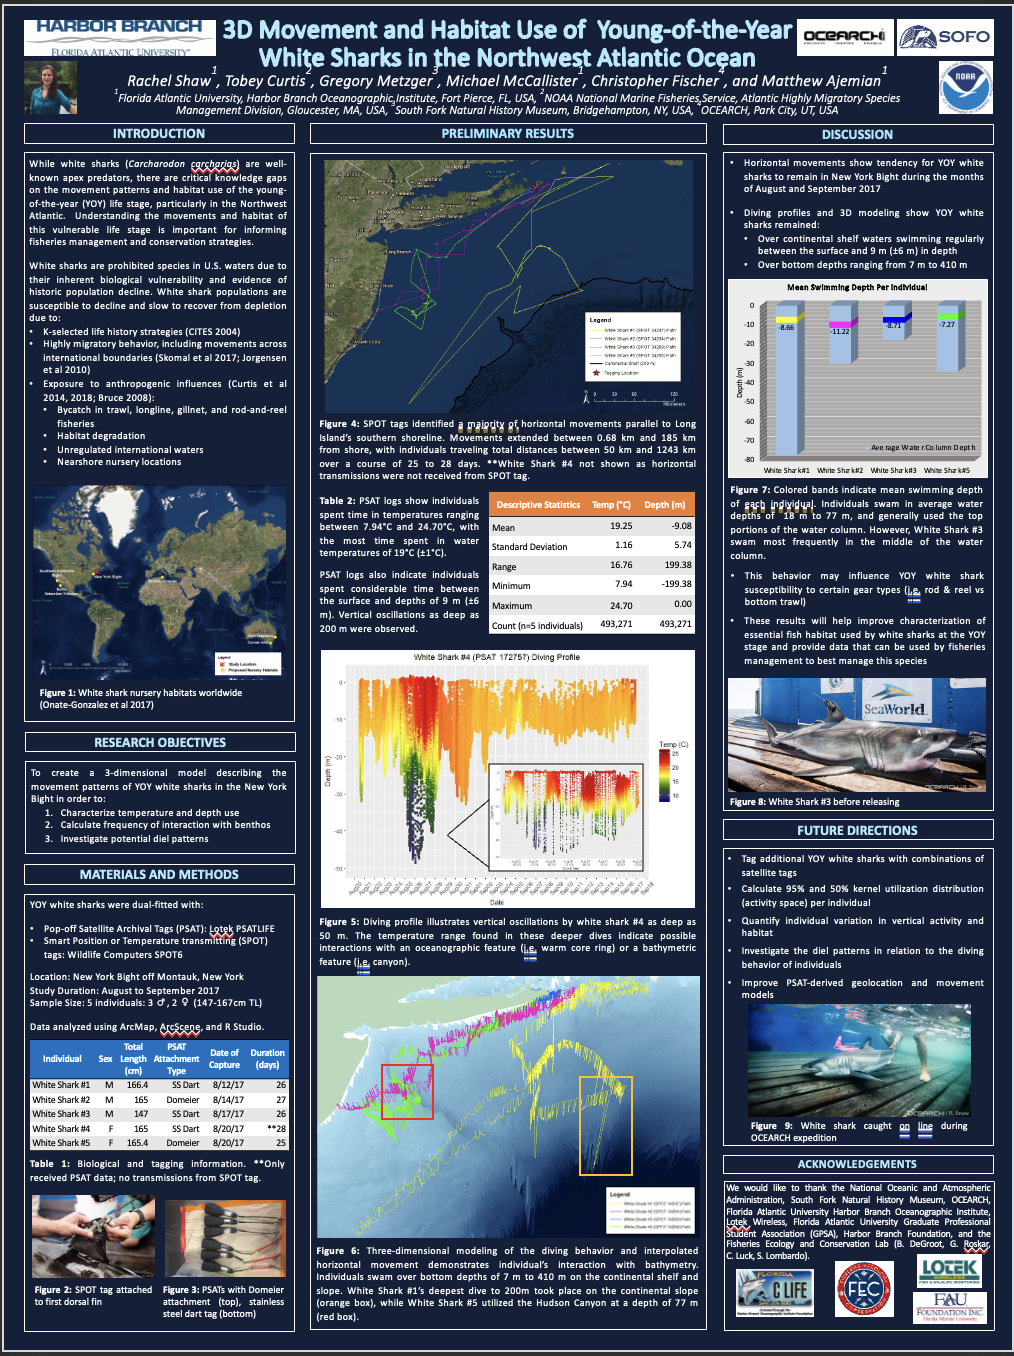 HARBOR BRANCH
FLORIDA ATLANTIC UNIVERSITY
3D Movement and Habitat Use of Young-of-the-Year
White Sharks in the Northwest Atlantic Ocean
OCEARCH
SOFO
NOAA
Rachel Shaw1, Tobey Curtis2, Gregory Metzger3, Michael McCallister1, Christopher Fischer4, and Matthew Ajemian1
1Florida Atlantic University, Harbor Branch Oceanographic Institute, Fort Pierce, FL, USA, 2NOAA National Marine Fisheries Service, Atlantic Highly Migratory Species
Management Division, Gloucester, MA, USA, 3South Fork Natural History Museum, Bridgehampton, NY, USA, 4OCEARCH, Park City, UT, USA
INTRODUCTION
While white sharks (Carcharodon carcharias) are well-
known apex predators, there are critical knowledge gaps
on the movement patterns and habitat use of the young-
of-the-year (YOY) life stage, particularly in the Northwest
Atlantic. Understanding the movements and habitat of
this vulnerable life stage is important for informing
fisheries management and conservation strategies.
White sharks are prohibited species in U.S. waters due to
their inherent biological vulnerability and evidence of
historic population decline. White shark populations are
susceptible to decline and slow to recover from depletion
due to:
• K-selected life history strategies (CITES 2004)
• Highly migratory behavior, including movements across
international boundaries (Skomal et al 2017; Jorgensen
et al 2010)
• Exposure to anthropogenic influences (Curtis et al
2014, 2018; Bruce 2008):
• Bycatch in trawl, longline, gillnet, and rod-and-reel
fisheries
• Habitat degradation
• Unregulated international waters
• Nearshore nursery locations
New York Bight
Legend
Study Location
Proposed Nursery Habitats
Figure 1: White shark nursery habitats worldwide
(Onate-Gonzalez et al 2017)
RESEARCH OBJECTIVES
To create a 3-dimensional model describing the
movement patterns of YOY white sharks in the New York
Bight in order to:
1. Characterize temperature and depth use
2. Calculate frequency of interaction with benthos
3. Investigate potential diel patterns
MATERIALS AND METHODS
YOY white sharks were dual-fitted with:
• Pop-off Satellite Archival Tags (PSAT): Lotek PSATLIFE
• Smart Position or Temperature transmitting (SPOT)
tags: Wildlife Computers SPOT6
Location: New York Bight off Montauk, New York
Study Duration: August to September 2017
Sample Size: 5 individuals: 3 ♂, 2 ♀ (147-167cm TL)
Data analyzed using ArcMap, ArcScene, and R Studio.
Individual Sex Total Length (cm) PSAT Attachment Type Date of Capture Duration (days)
White Shark #1 M 166.4 SS Dart 8/12/17 26
White Shark #2 M 165 Domeier 8/14/17 27
White Shark #3 M 147 SS Dart 8/17/17 26
White Shark #4 F 165 SS Dart 8/20/17 **28
White Shark #5 F 165.4 Domeier 8/20/17 25
Table 1: Biological and tagging information. **Only
received PSAT data; no transmissions from SPOT tag.
Figure 2: SPOT tag attached
to first dorsal fin
Figure 3: PSATs with Domeier
attachment (top), stainless
steel dart tag (bottom)
PRELIMINARY RESULTS
New York
Long Branch
Atlantic City
Legend
White Shark #1 (SPOT 34247) Path
Tagging Location
Figure 4: SPOT tags identified a majority of horizontal movements parallel to Long
Island's southern shoreline. Movements extended between 0.68 km and 185 km
from shore, with individuals traveling total distances between 50 km and 1243 km
over a course of 25 to 28 days. **White Shark #4 not shown as horizontal
transmissions were not received from SPOT tag.
Table 2: PSAT logs show individuals
spent time in temperatures ranging
between 7.94°C and 24.70°C, with
the most time spent in water
temperatures of 19°C (±1°C).
PSAT logs also indicate individuals
spent considerable time between
the surface and depths of 9 m (±6
m). Vertical oscillations as deep as
200 m were observed.
Descriptive Statistics Temp (°C) Depth (m)
Mean 19.25 -9.08
Standard Deviation 1.16 5.74
Range 16.76 199.38
Minimum 7.94 -199.38
Maximum 24.70 0.00
Count (n=5 individuals) 493,271 493,271
White Shark #4 (PSAT 172757) Diving Profile
Depth (m)
0
-10
-20
-30
-40
-50
Temp (C)
25
20
15
10
Date
Figure 5: Diving profile illustrates vertical oscillations by white shark #4 as deep as
50 m. The temperature range found in these deeper dives indicate possible
interactions with an oceanographic feature (i.e. warm core ring) or a bathymetric
feature (i.e. canyon).
Legend
Figure 6: Three-dimensional modeling of the diving behavior and interpolated
horizontal movement demonstrates individual's interaction with bathymetry.
Individuals swam over bottom depths of 7 m to 410 m on the continental shelf and
slope. White Shark #1's deepest dive to 200m took place on the continental slope
(orange box), while White Shark #5 utilized the Hudson Canyon at a depth of 77 m
(red box).
DISCUSSION
• Horizontal movements show tendency for YOY white
sharks to remain in New York Bight during the months
of August and September 2017
• Diving profiles and 3D modeling show YOY white
sharks remained:
• Over continental shelf waters swimming regularly
between the surface and 9 m (±6 m) in depth
• Over bottom depths ranging from 7 m to 410 m
Mean Swimming Depth Per Individual
Depth (m)
0
-10
-20
-30
-40
-50
-60
-70
-80
-8.66
-11.22
-8.71
-7.27
Average Water Column Depth
White Shark#1 White Shark#2 White Shark#3 White Shark#5
Figure 7: Colored bands indicate mean swimming depth
of each individual. Individuals swam in average water
depths of 18 m to 77 m, and generally used the top
portions of the water column. However, White Shark #3
swam most frequently in the middle of the water
column.
• This behavior may influence YOY white shark
susceptibility to certain gear types (i.e. rod & reel vs
bottom trawl)
• These results will help improve characterization of
essential fish habitat used by white sharks at the YOY
stage and provide data that can be used by fisheries
management to best manage this species
SeaWorld
Figure 8: White Shark #3 before releasing
FUTURE DIRECTIONS
• Tag additional YOY white sharks with combinations of
satellite tags
• Calculate 95% and 50% kernel utilization distribution
(activity space) per individual
• Quantify individual variation in vertical activity and
habitat
• Investigate the diel patterns in relation to the diving
behavior of individuals
• Improve PSAT-derived geolocation and movement
models
OCEARCH / R. Snow
Figure 9: White shark caught on line during
OCEARCH expedition
ACKNOWLEDGEMENTS
We would like to thank the National Oceanic and Atmospheric
Administration, South Fork Natural History Museum, OCEARCH,
Florida Atlantic University Harbor Branch Oceanographic Institute,
Lotek Wireless, Florida Atlantic University Graduate Professional
Student Association (GPSA), Harbor Branch Foundation, and the
Fisheries Ecology and Conservation Lab (B. DeGroot, G. Roskar,
C. Luck, S. Lombardo).
FLORIDA
C LIFE
FEC
LOTEK
WIRELESS
FAU
FOUNDATION INC.
Florida Atlantic University